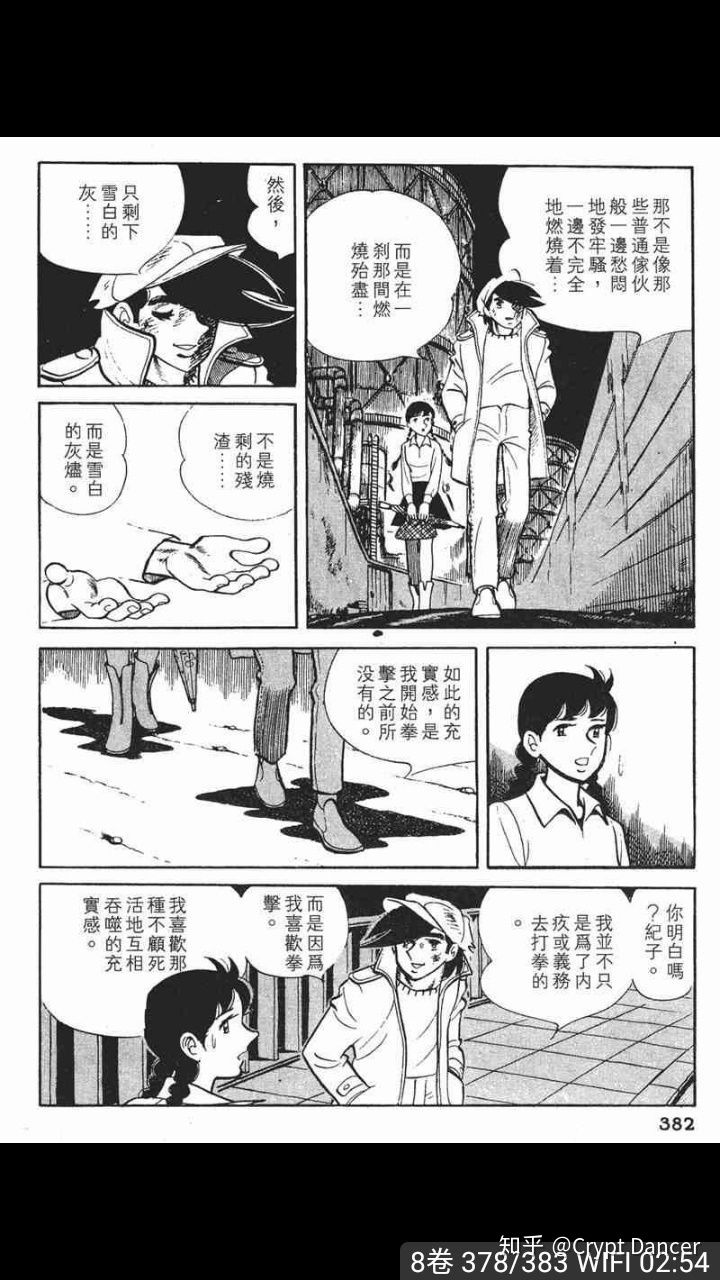 那不是像那
些普通傢伙
般一邊愁悶
地發牢騷，
一邊不完全
地燃燒着…
而是在一
刹那間燃
燒殆盡…
然後，
只剩下
雪白的
灰……
不是燒
剩的殘
渣……
而是雪白
的灰燼。
如此的充
實感，是
我開始拳
擊之前所
没有的。
你明白嗎
？紀子。
我並不只
是爲了内
疚或義務
去打拳的
。
而是因爲
我喜歡拳
擊。
我喜歡那
種不顧死
活地互相
吞噬的充
實感。
382
知乎 @Crypt Dancer
8卷 378/383 WIFI 02:54